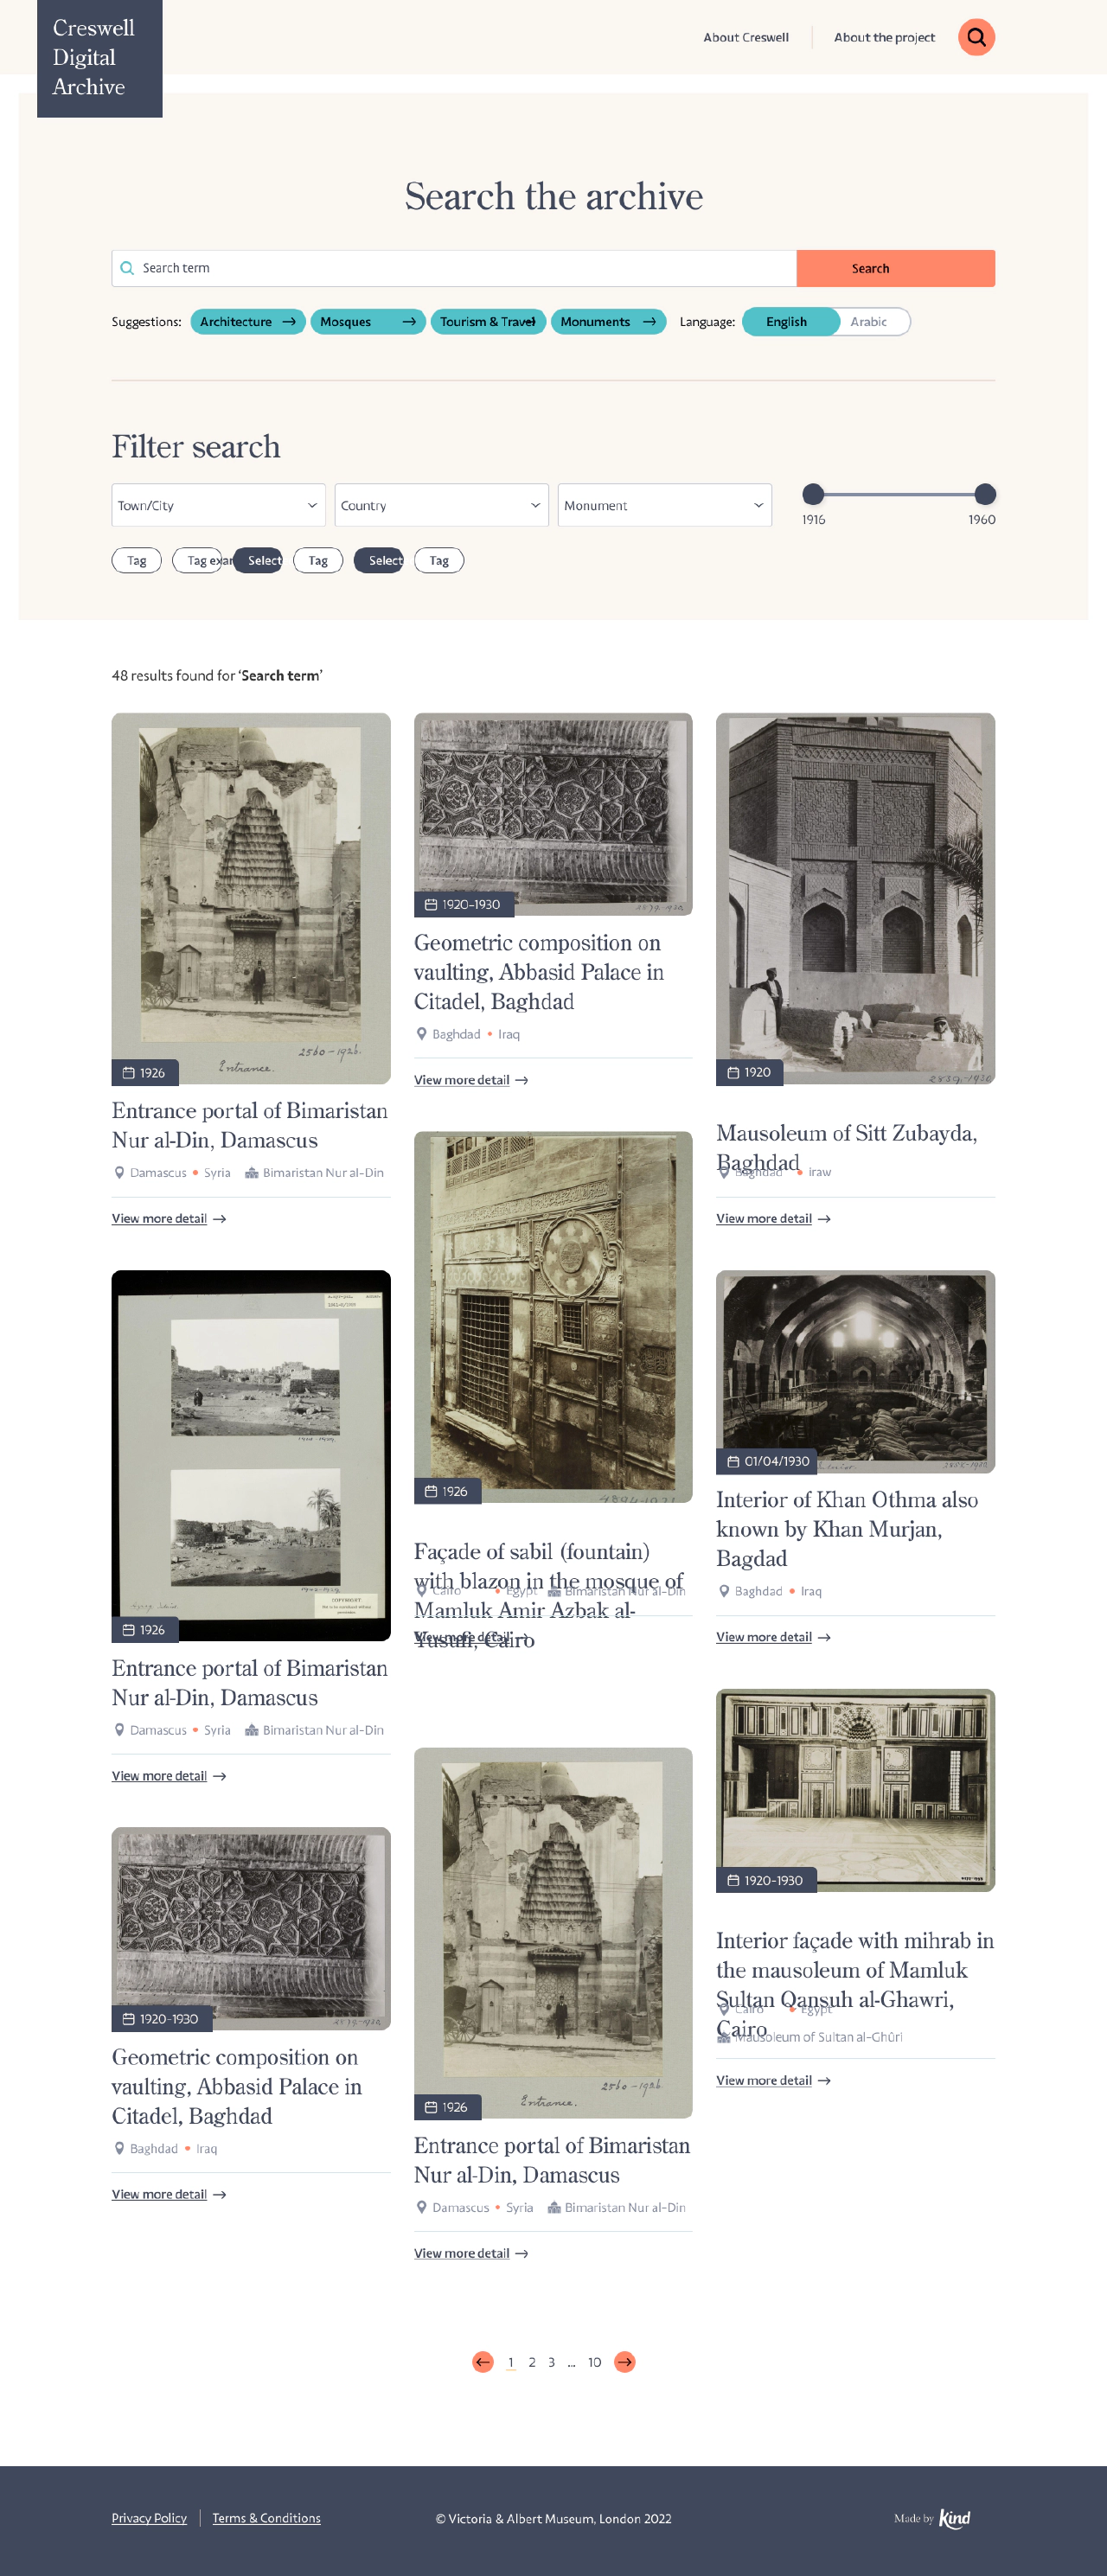 Creswell
Digital
Archive
About Creswell
About the project
Search the archive
Search term
Search
Suggestions:
Architecture
Mosques
Tourism & Travel
Monuments
Language:
English
Arabic
Filter search
Town/City
Country
Monument
1916
1960
Tag
Tag exam
Select
Tag
Select
Tag
48 results found for ‘Search term’
2560-1926.
Entrance.
1926
Entrance portal of Bimaristan
Nur al-Din, Damascus
Damascus • Syria
Bimaristan Nur al-Din
View more detail
1920-1930
Geometric composition on
vaulting, Abbasid Palace in
Citadel, Baghdad
Baghdad • Iraq
View more detail
1920
Mausoleum of Sitt Zubayda,
Baghdad
Baghdad • iraw
View more detail
1926
Entrance portal of Bimaristan
Nur al-Din, Damascus
Damascus • Syria
Bimaristan Nur al-Din
View more detail
1926
Façade of sabil (fountain)
with blazon in the mosque of
Mamluk Amir Azbak al-
Yusufi, Cairo
Cairo • Egypt
Bimaristan Nur al-Din
View more detail
01/04/1930
Interior of Khan Othma also
known by Khan Murjan,
Bagdad
Baghdad • Iraq
View more detail
1920-1930
Geometric composition on
vaulting, Abbasid Palace in
Citadel, Baghdad
Baghdad • Iraq
View more detail
2560-1926.
Entrance.
1926
Entrance portal of Bimaristan
Nur al-Din, Damascus
Damascus • Syria
Bimaristan Nur al-Din
View more detail
1920-1930
Interior façade with mihrab in
the mausoleum of Mamluk
Sultan Qansuh al-Ghawri,
Cairo
Cairo • Egypt
Mausoleum of Sultan al-Ghûri
View more detail
1 2 3 ... 10
Privacy Policy
Terms & Conditions
© Victoria & Albert Museum, London 2022
Made by Kind